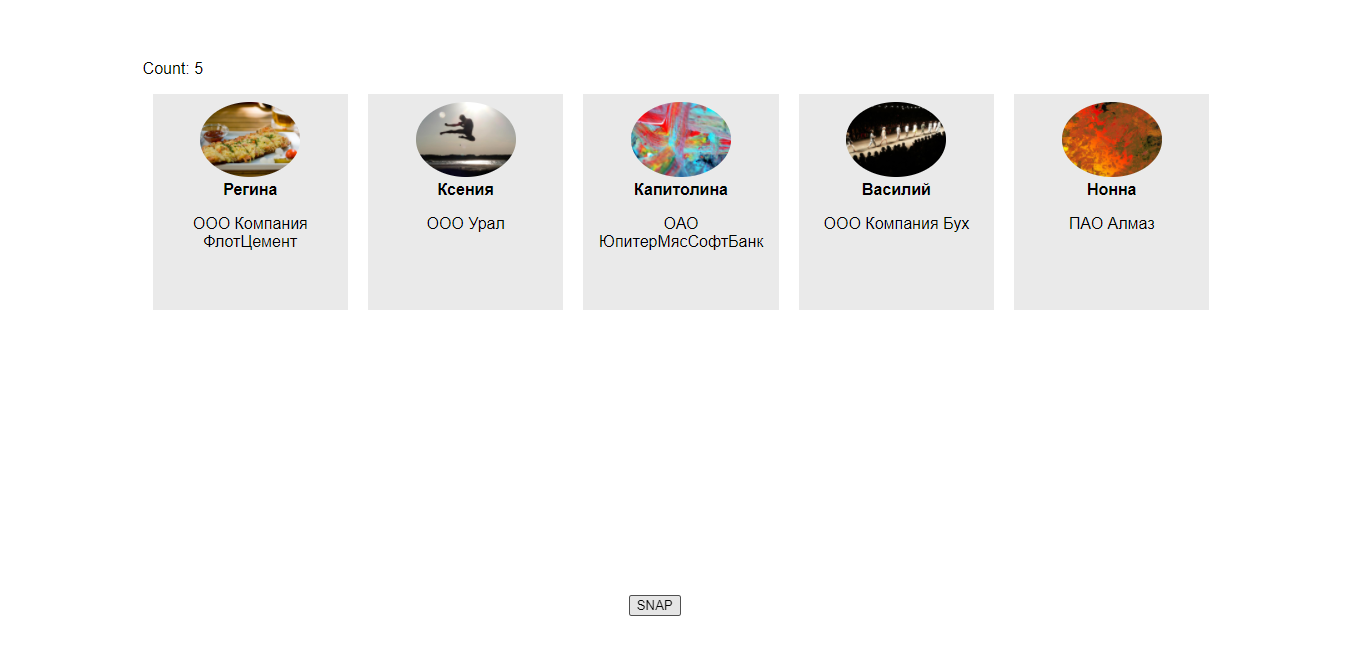 Count: 5
Регина
ООО Компания
ФлотЦемент
Ксения
ООО Урал
Капитолина
ОАО
ЮпитерМясСофтБанк
Василий
ООО Компания Бух
Нонна
ПАО Алмаз
SNAP